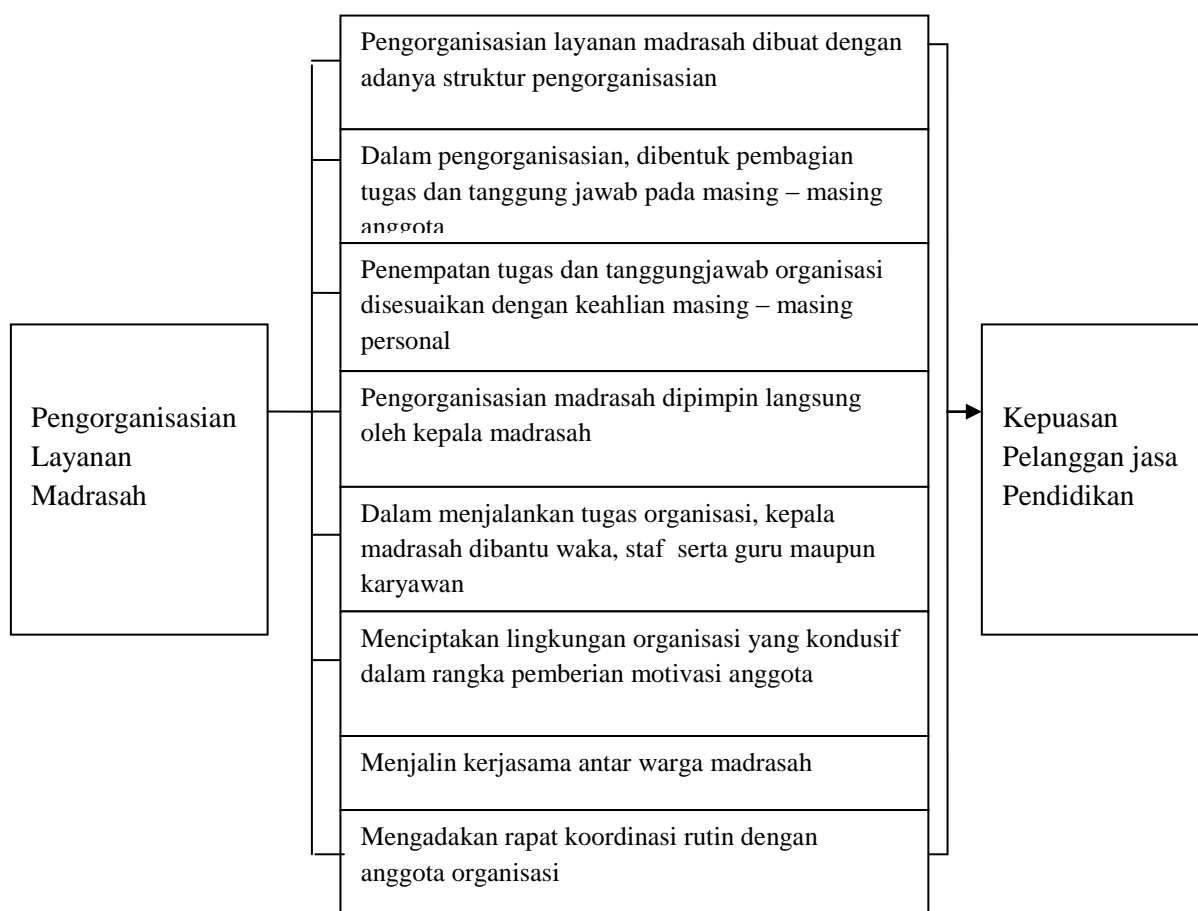 Pengorganisasian layanan madrasah dibuat dengan
adanya struktur pengorganisasian
Dalam pengorganisasian, dibentuk pembagian
tugas dan tanggung jawab pada masing – masing
anggota
Penempatan tugas dan tanggungjawab organisasi
disesuaikan dengan keahlian masing – masing
personal
Pengorganisasian
Layanan
Madrasah
Pengorganisasian madrasah dipimpin langsung
oleh kepala madrasah
Dalam menjalankan tugas organisasi, kepala
madrasah dibantu waka, staf  serta guru maupun
karyawan
Menciptakan lingkungan organisasi yang kondusif
dalam rangka pemberian motivasi anggota
Menjalin kerjasama antar warga madrasah
Mengadakan rapat koordinasi rutin dengan
anggota organisasi
Kepuasan
Pelanggan jasa
Pendidikan